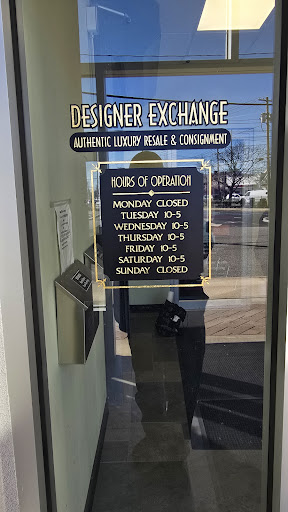 DESIGNER EXCHANGE
AUTHENTIC LUXURY RESALE & CONSIGNMENT
HOURS OF OPERATION
MONDAY CLOSED
TUESDAY 10-5
WEDNESDAY 10-5
THURSDAY 10-5
FRIDAY 10-5
SATURDAY 10-5
SUNDAY CLOSED